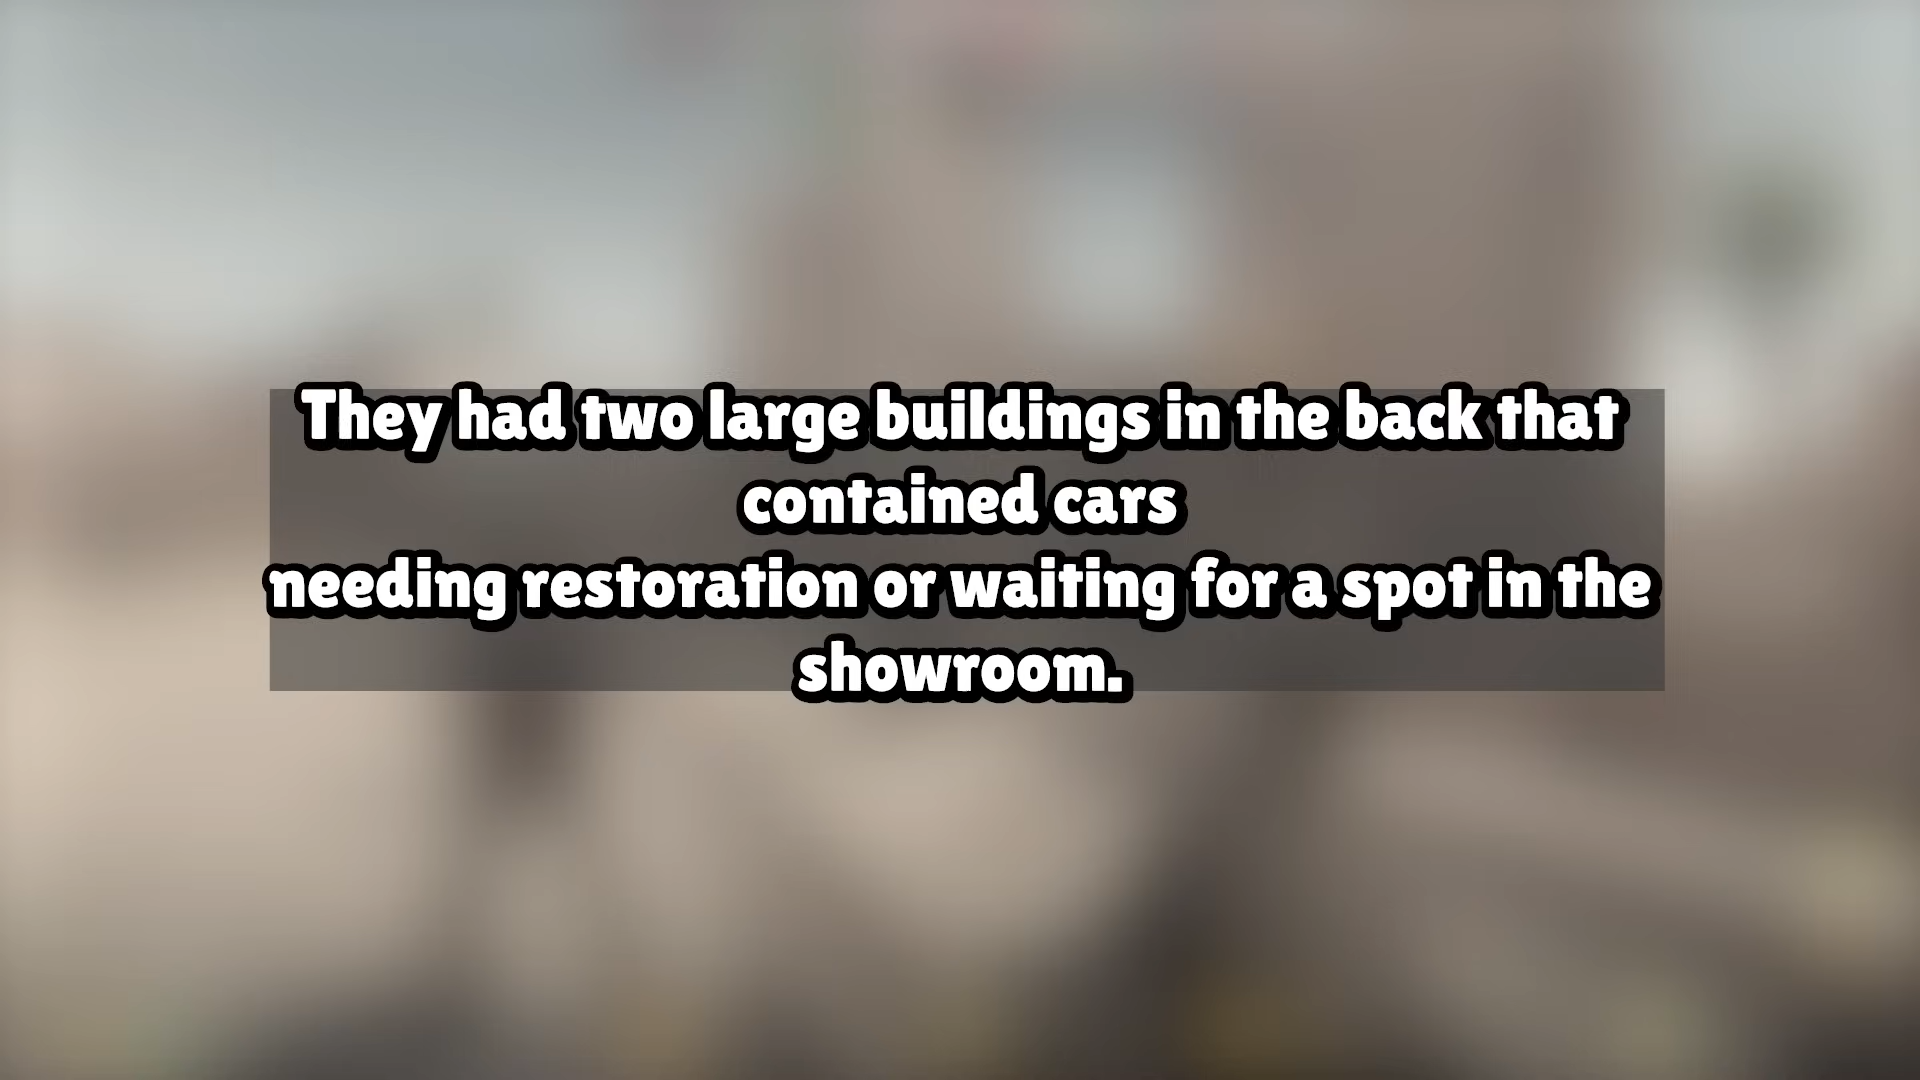 They had two large buildings in the back that
contained cars
needing restoration or waiting for a spot in the
showroom.